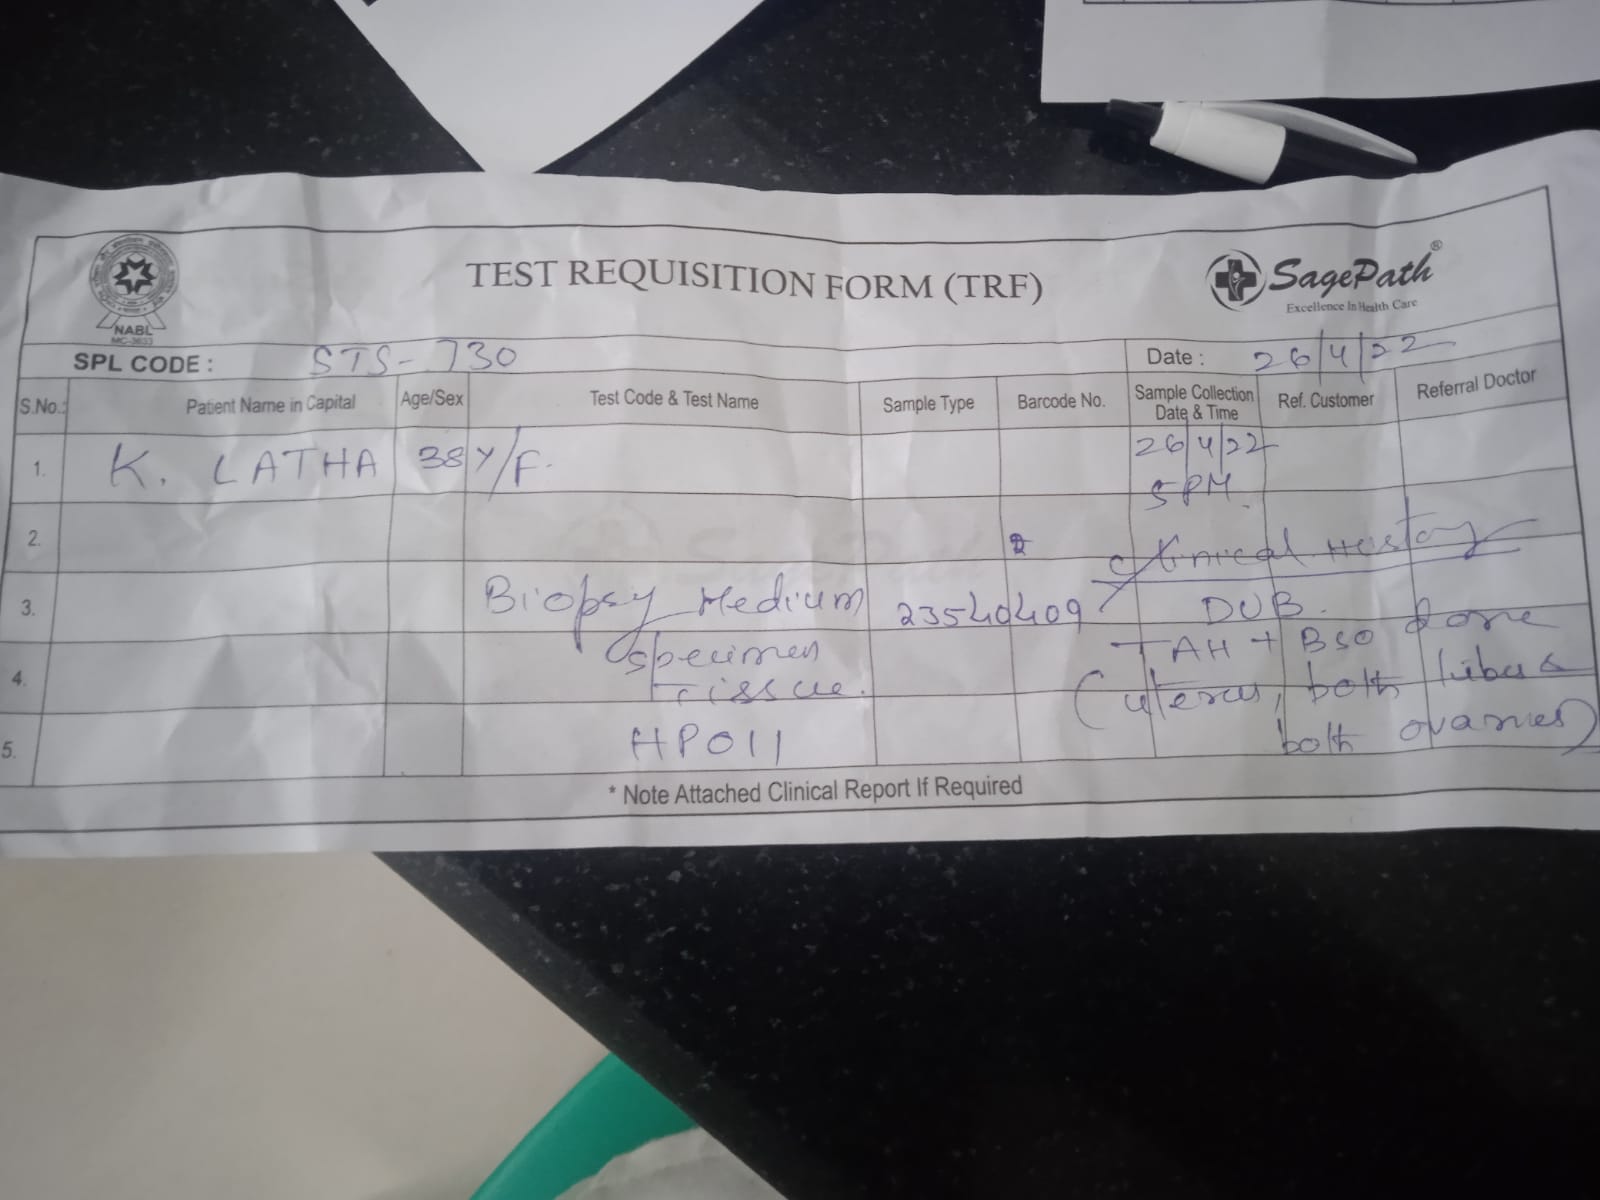 TEST REQUISITION FORM (TRF)
SagePath®
Excellence In Health Care
NABL
MC-3633
SPL CODE : STS-730 Date : 26/4/22
S.No.: Patient Name in Capital Age/Sex Test Code & Test Name Sample Type Barcode No. Sample Collection Date & Time Ref. Customer Referral Doctor
1. K. LATHA 38Y/F. 26/4/22
5PM.
2. Clinical History
3. Biopsy Medium 23540409 DUB.
specimen TAH + BSO done
4. Tissue. (uterus, both tubes &
5. HP011 both ovaries)
* Note Attached Clinical Report If Required